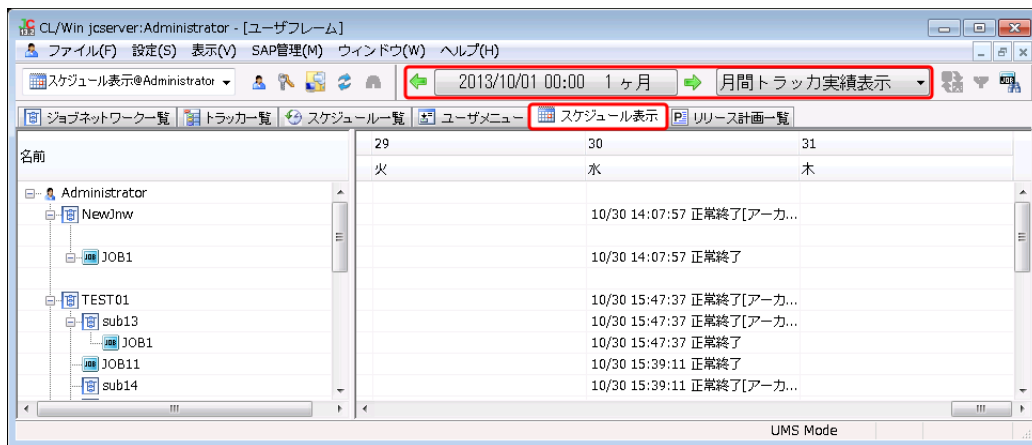 CL/Win jcserver:Administrator - [ユーザフレーム]
ファイル(F) 設定(S) 表示(V) SAP管理(M) ウィンドウ(W) ヘルプ(H)
スケジュール表示@Administrator 2013/10/01 00:00 1 ヶ月 月間トラッカ実績表示
ジョブネットワーク一覧 トラッカ一覧 スケジュール一覧 ユーザメニュー スケジュール表示 リリース計画一覧
名前 29 30 31
火 水 木
Administrator
NewJnw 10/30 14:07:57 正常終了[アーカ...
JOB JOB1 10/30 14:07:57 正常終了
TEST01 10/30 15:47:37 正常終了[アーカ...
sub13 10/30 15:47:37 正常終了[アーカ...
JOB JOB1 10/30 15:47:37 正常終了
JOB JOB11 10/30 15:39:11 正常終了
sub14 10/30 15:39:11 正常終了[アーカ...
UMS Mode